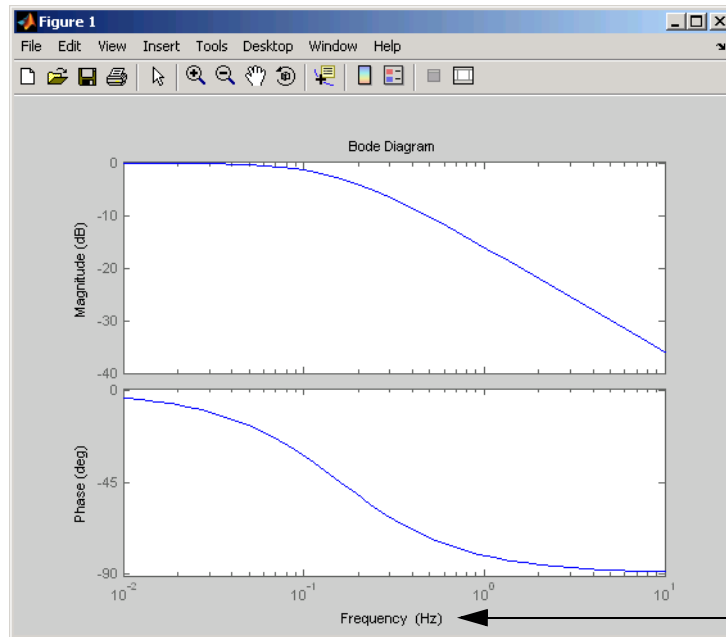 Figure 1
File Edit View Insert Tools Desktop Window Help
Bode Diagram
Magnitude (dB)
0
-10
-20
-30
-40
Phase (deg)
0
-45
-90
10^-2 10^-1 10^0 10^1
Frequency (Hz)